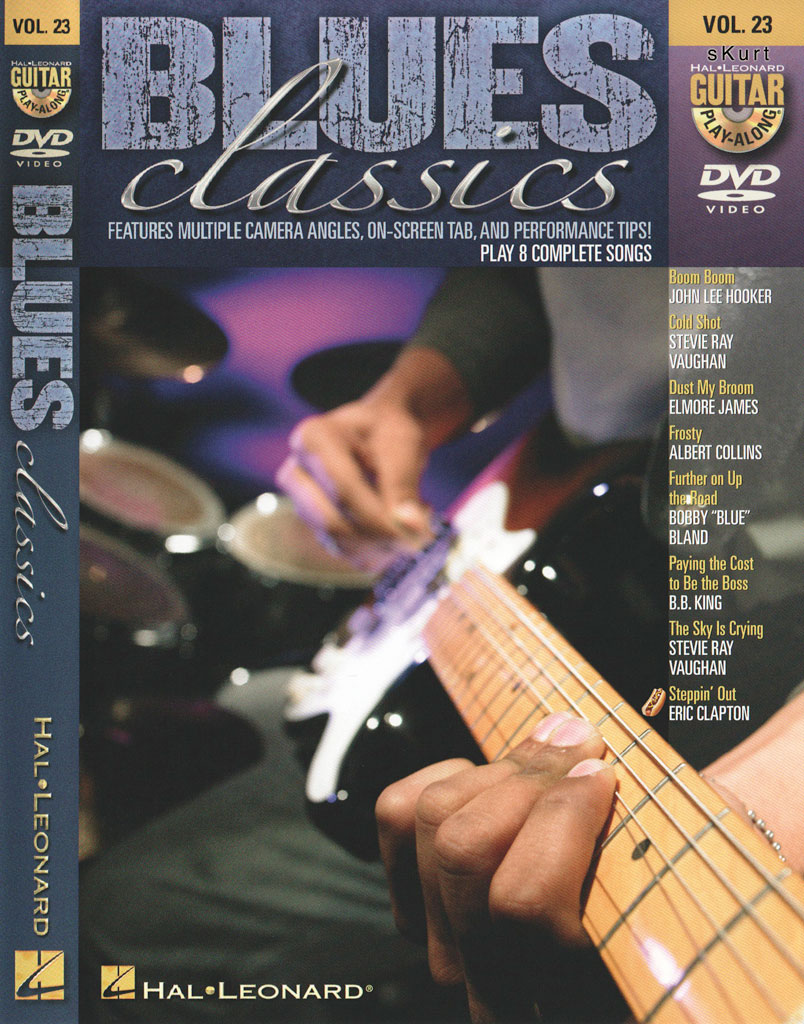 VOL. 23
HAL•LEONARD
GUITAR
PLAY-ALONG
DVD
VIDEO
BLUES
classics
HAL•LEONARD
BLUES
classics
FEATURES MULTIPLE CAMERA ANGLES, ON-SCREEN TAB, AND PERFORMANCE TIPS!
PLAY 8 COMPLETE SONGS
VOL. 23
sKurt
HAL•LEONARD
GUITAR
PLAY-ALONG®
DVD
VIDEO
Boom Boom
JOHN LEE HOOKER
Cold Shot
STEVIE RAY
VAUGHAN
Dust My Broom
ELMORE JAMES
Frosty
ALBERT COLLINS
Further on Up
the Road
BOBBY "BLUE"
BLAND
Paying the Cost
to Be the Boss
B.B. KING
The Sky Is Crying
STEVIE RAY
VAUGHAN
Steppin' Out
ERIC CLAPTON
HAL•LEONARD®